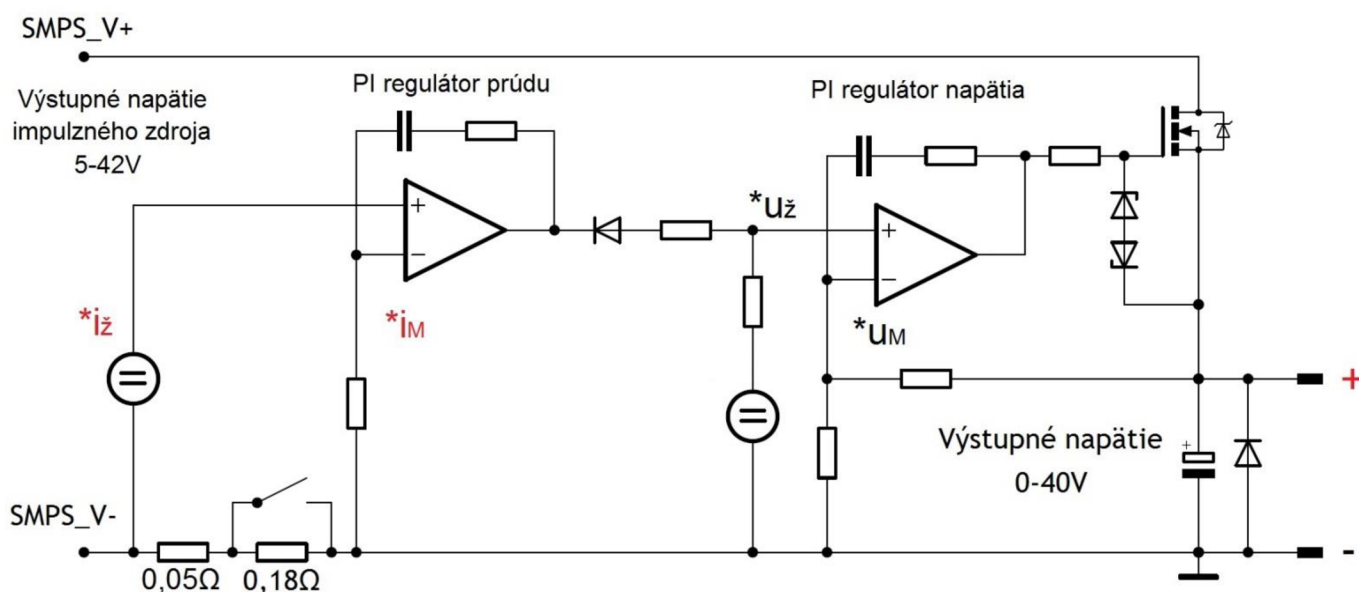 SMPS_V+
Výstupné napätie
impulzného zdroja
5-42V
PI regulátor prúdu
PI regulátor napätia
+
−
*iž
*iM
*už
+
−
*uM
+
Výstupné napätie
0-40V
+
SMPS_V-
0,05Ω
0,18Ω
-